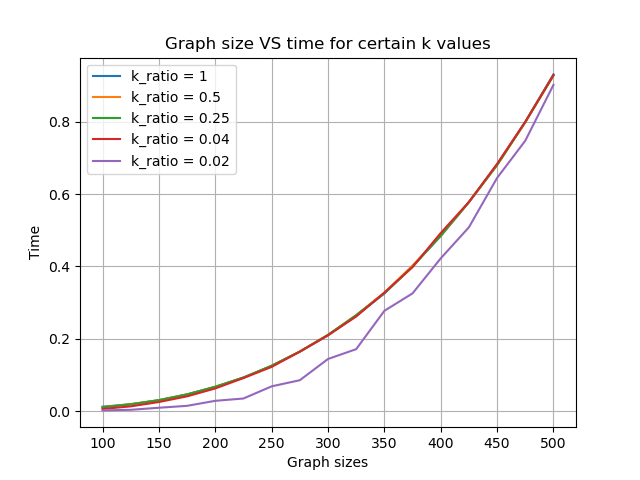 Graph size VS time for certain k values
k_ratio = 1
k_ratio = 0.5
k_ratio = 0.25
k_ratio = 0.04
k_ratio = 0.02
Time
0.8
0.6
0.4
0.2
0.0
100 150 200 250 300 350 400 450 500
Graph sizes